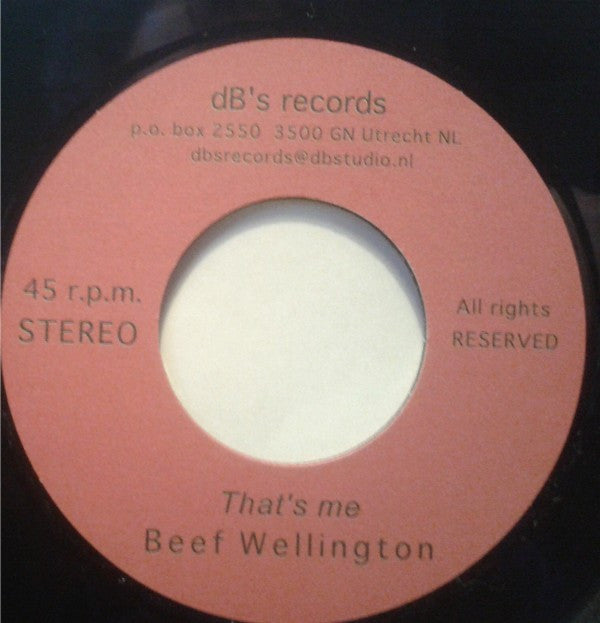 dB's records
p.o. box 2550 3500 GN Utrecht NL
dbsrecords@dbstudio.nl
45 r.p.m.
STEREO
All rights
RESERVED
That's me
Beef Wellington